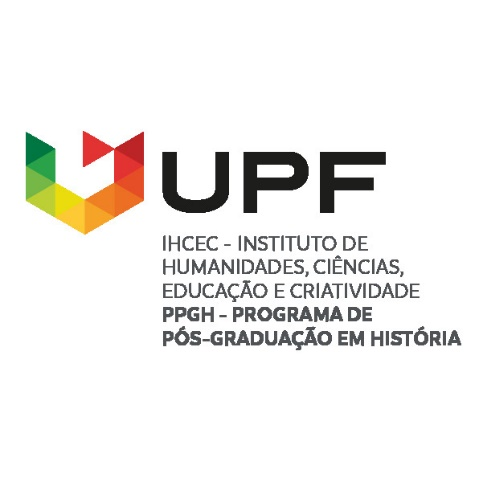 UPF
IHCEC - INSTITUTO DE
HUMANIDADES, CIÊNCIAS,
EDUCAÇÃO E CRIATIVIDADE
PPGH - PROGRAMA DE
PÓS-GRADUAÇÃO EM HISTÓRIA